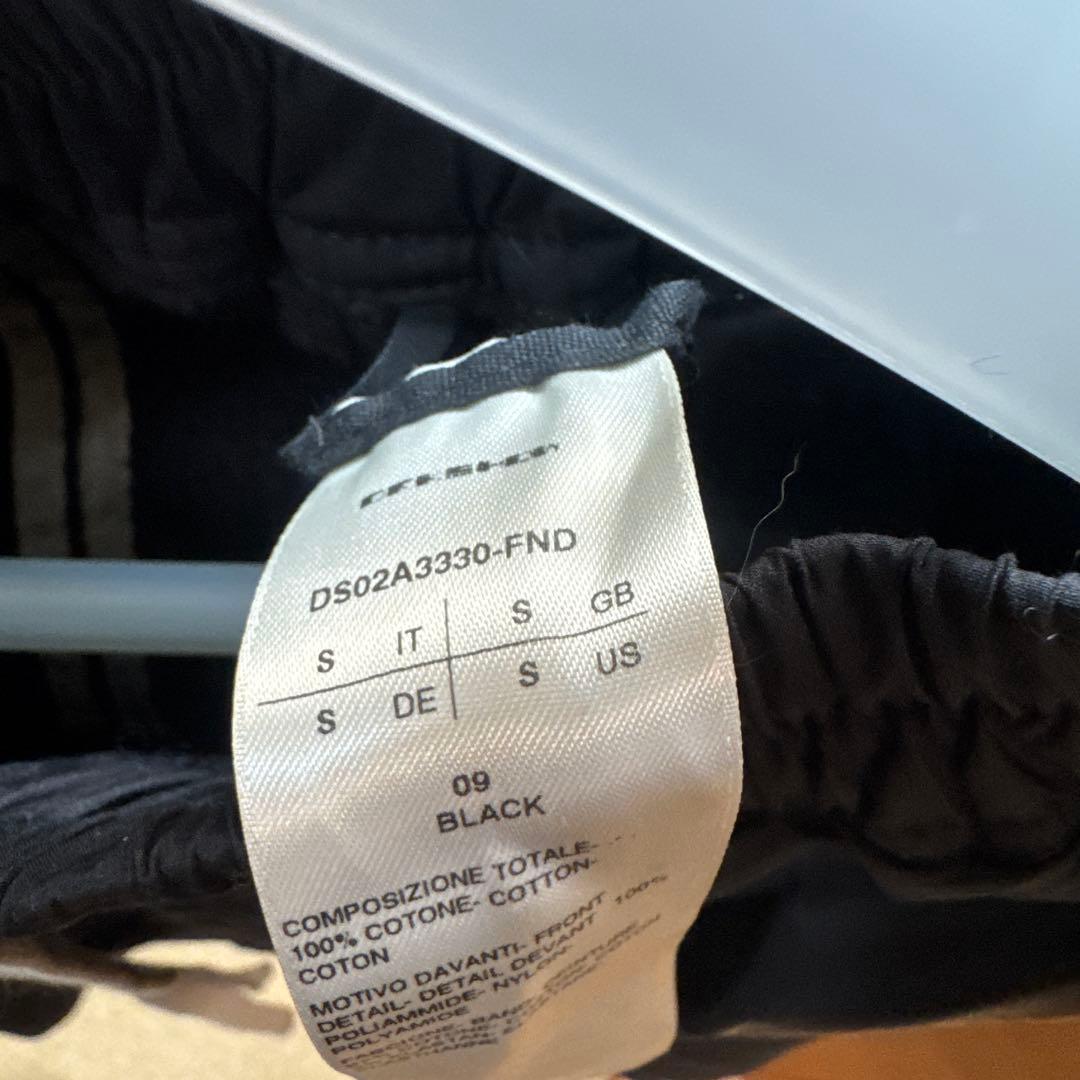 DS02A3330-FND
S IT S GB
S DE S US
09
BLACK
COMPOSIZIONE TOTALE-
100% COTONE- COTTON-
COTON
MOTIVO DAVANTI- FRONT
DETAIL- DETAIL DEVANT 100%
POLIAMMIDE- NYLON-
POLYAMIDE